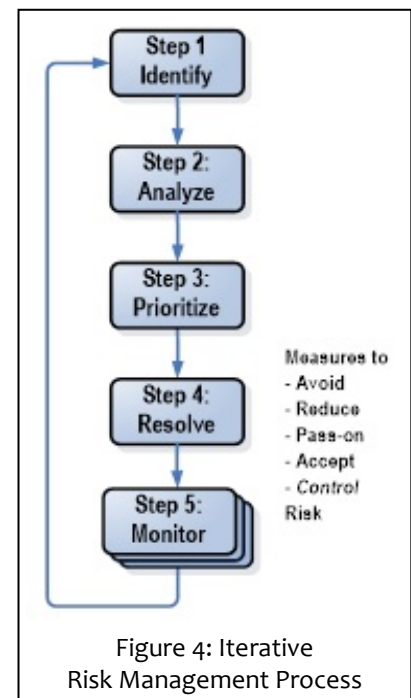 Step 1
Identify
Step 2:
Analyze
Step 3:
Prioritize
Step 4:
Resolve
Step 5:
Monitor
Measures to
- Avoid
- Reduce
- Pass-on
- Accept
- Control
Risk
Figure 4: Iterative
Risk Management Process